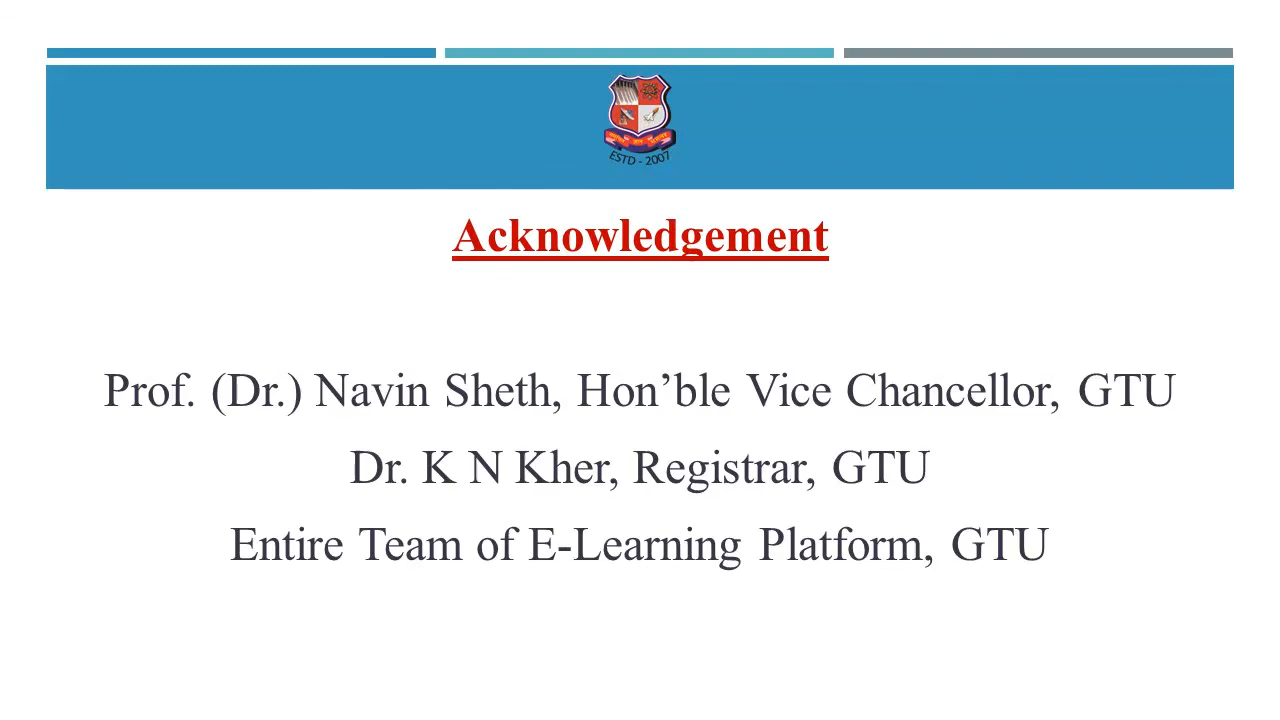 ESTD - 2007
Acknowledgement
Prof. (Dr.) Navin Sheth, Hon’ble Vice Chancellor, GTU
Dr. K N Kher, Registrar, GTU
Entire Team of E-Learning Platform, GTU